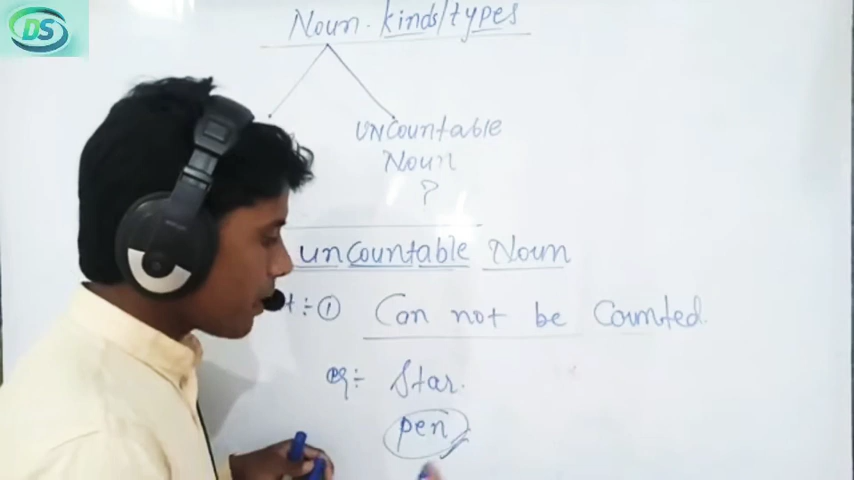 DS
Noun. kinds/types
UNCountable
Noun
?
unCountable Noun
t ÷ ① Can not be Counted.
eg ÷ Star.
pen